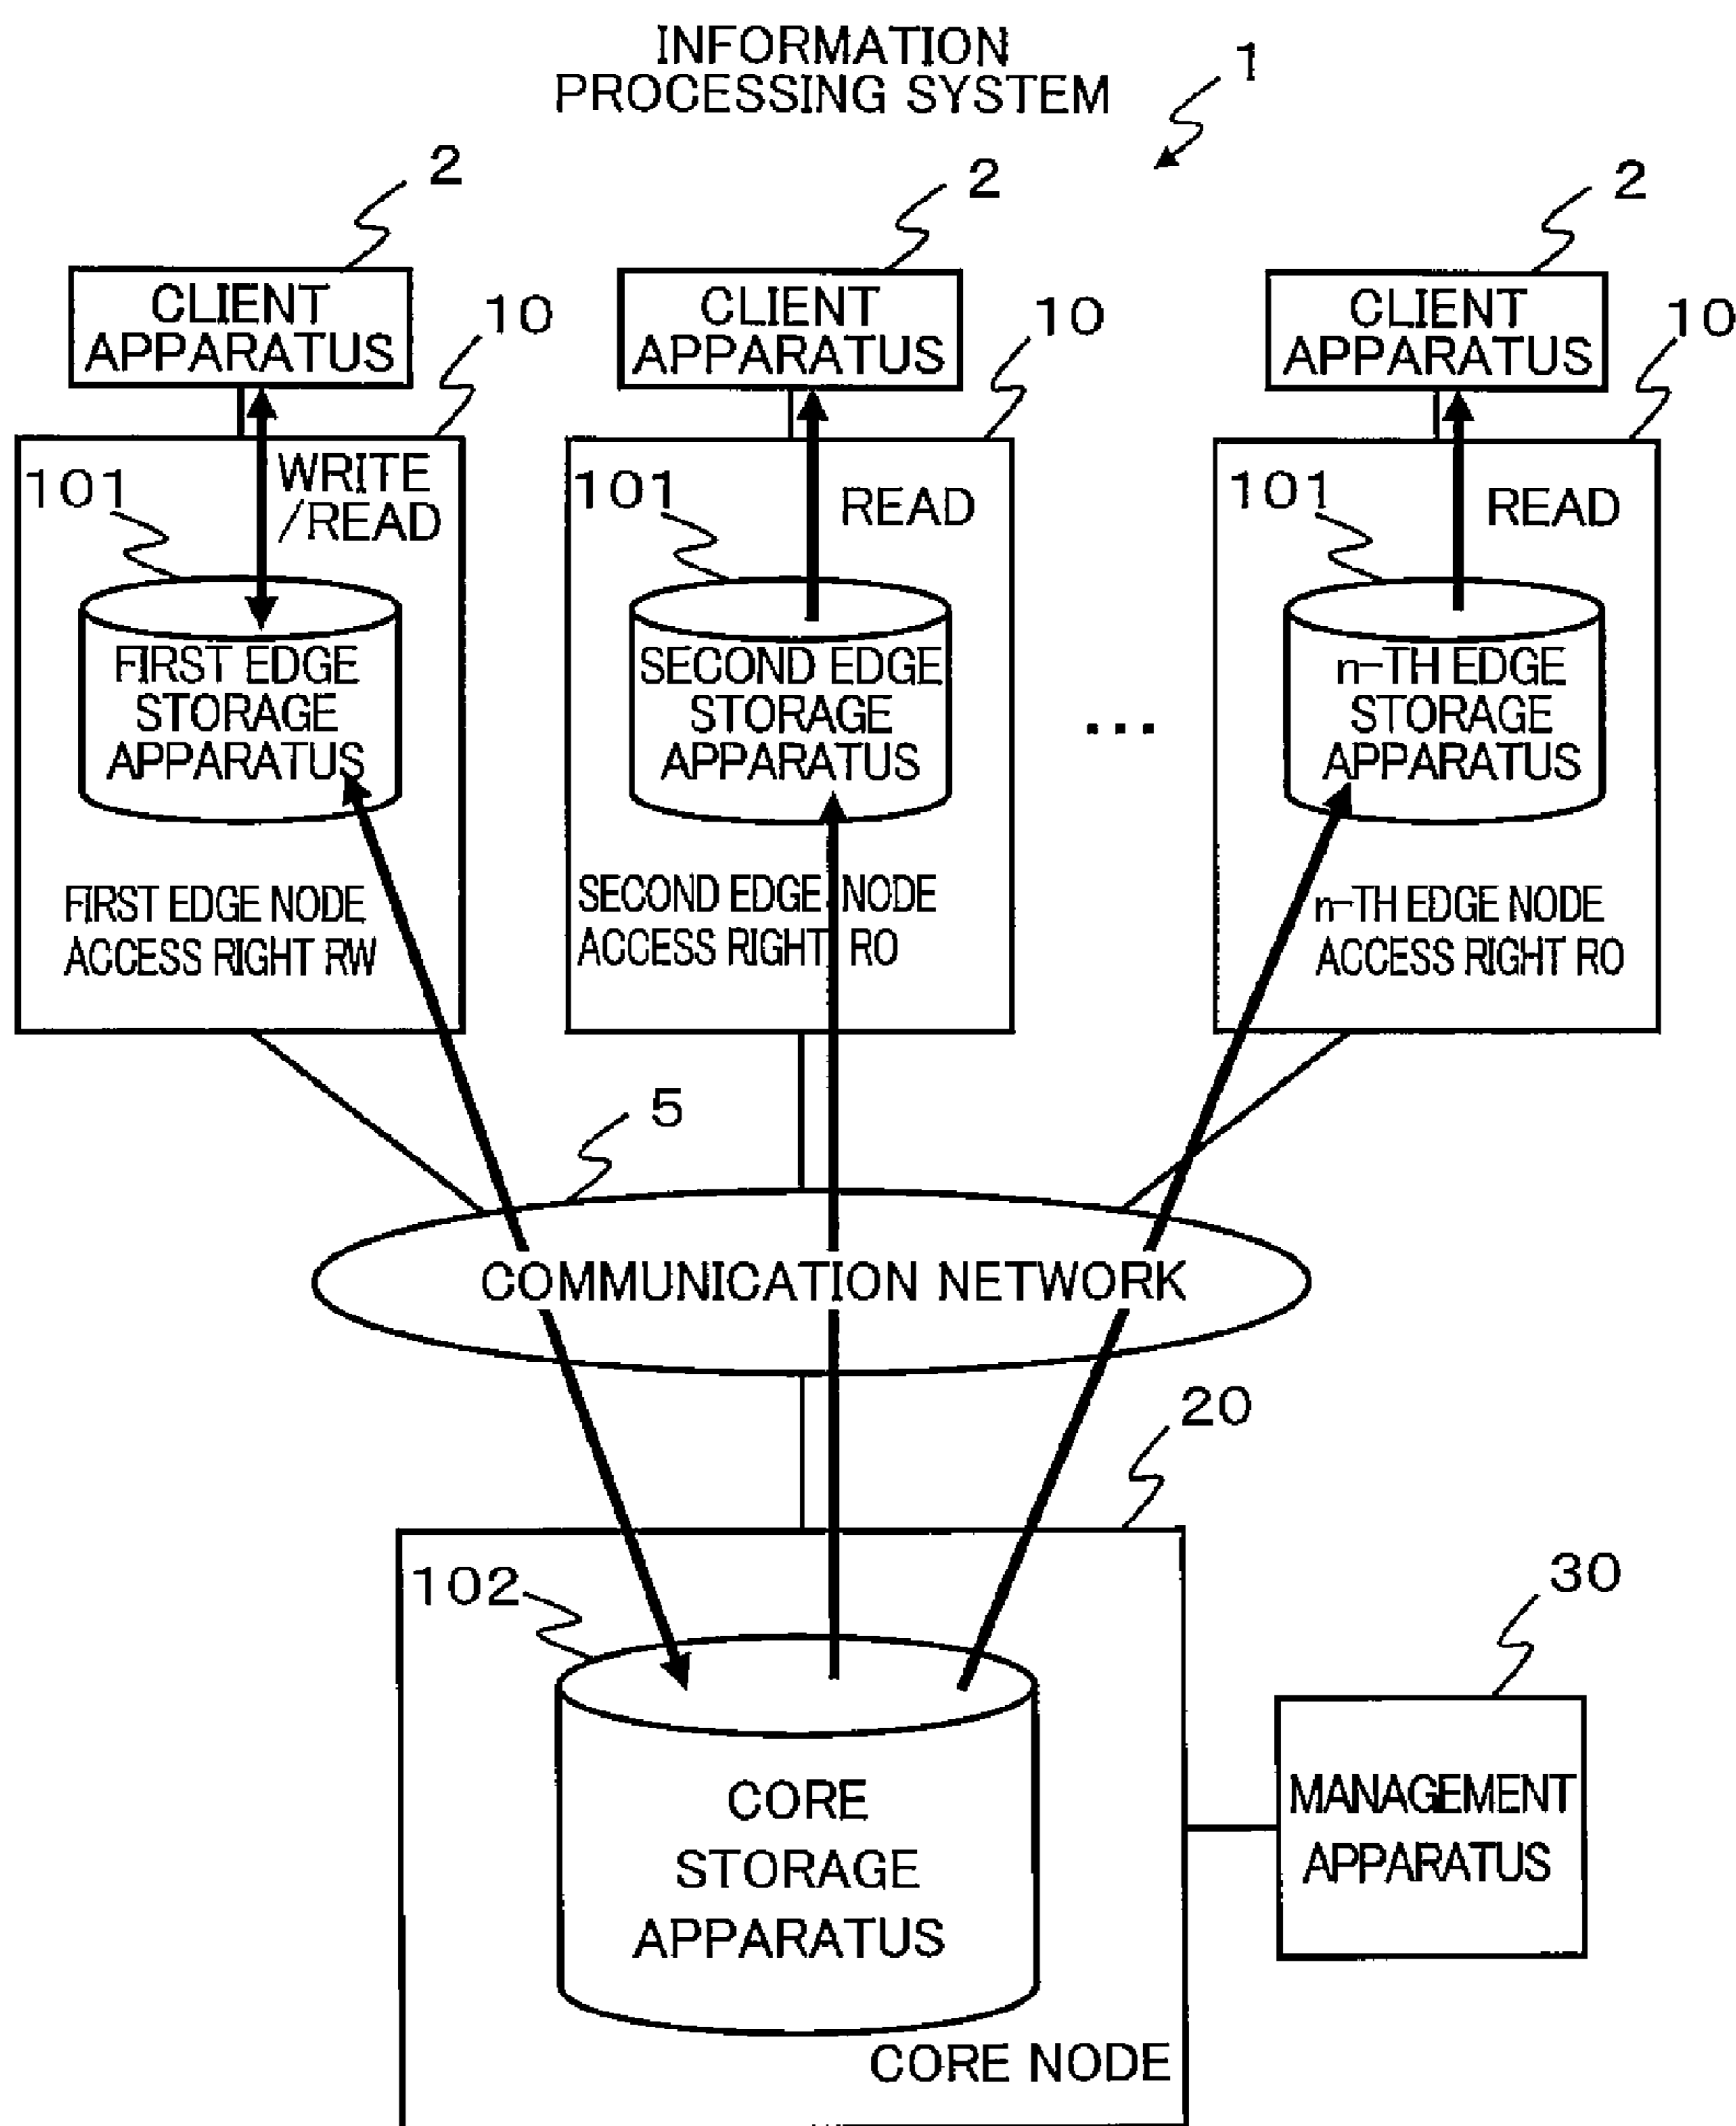 INFORMATION
PROCESSING SYSTEM
1
2
2
2
CLIENT
APPARATUS
10
CLIENT
APPARATUS
10
CLIENT
APPARATUS
10
101
WRITE
/READ
101
READ
101
READ
FIRST EDGE
STORAGE
APPARATUS
SECOND EDGE
STORAGE
APPARATUS
...
n-TH EDGE
STORAGE
APPARATUS
FIRST EDGE NODE
ACCESS RIGHT RW
SECOND EDGE NODE
ACCESS RIGHT RO
n-TH EDGE NODE
ACCESS RIGHT RO
5
COMMUNICATION NETWORK
20
102
30
CORE
STORAGE
APPARATUS
MANAGEMENT
APPARATUS
CORE NODE